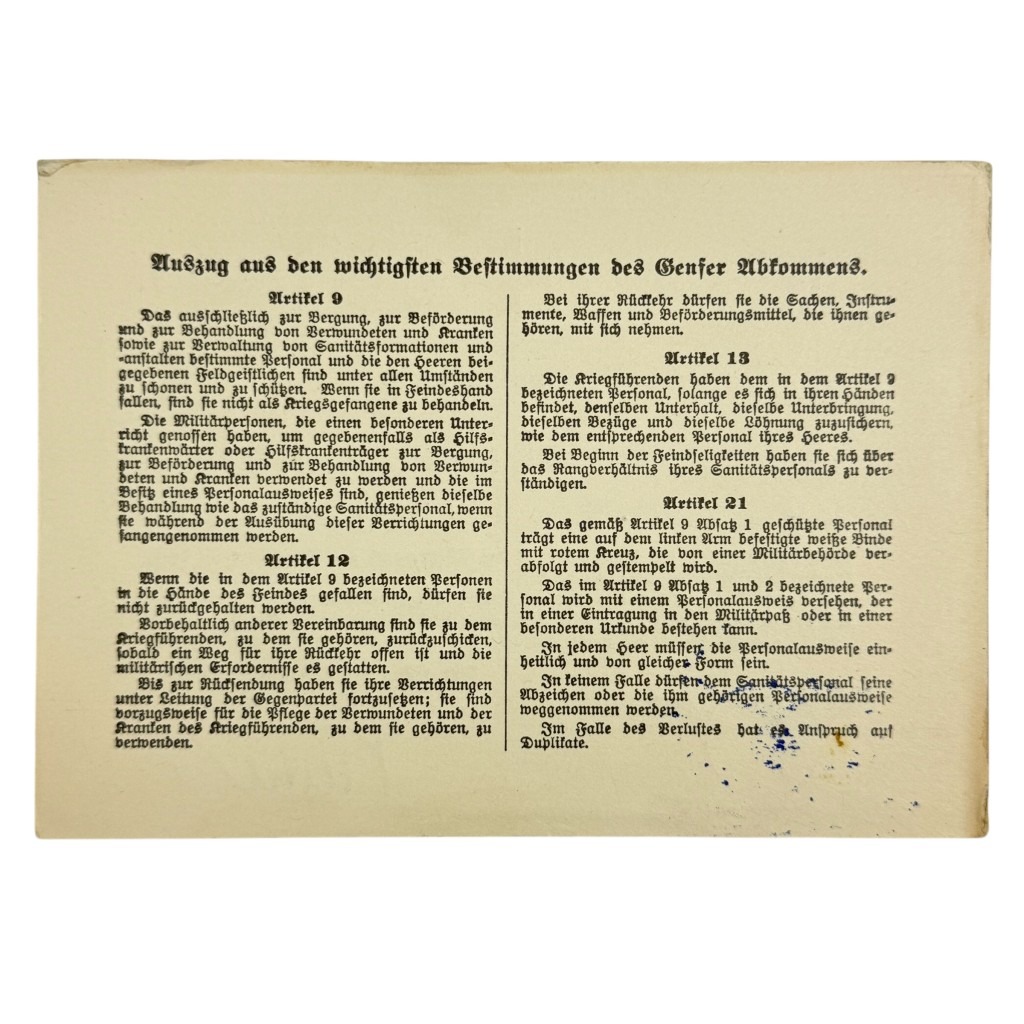 Auszug aus den wichtigsten Bestimmungen des Genfer Abkommens.
Artikel 9
Das ausschließlich zur Bergung, zur Beförderung
und zur Behandlung von Verwundeten und Kranken
sowie zur Verwaltung von Sanitätsformationen und
-anstalten bestimmte Personal und die den Heeren bei-
gegebenen Feldgeistlichen sind unter allen Umständen
zu schonen und zu schützen. Wenn sie in Feindeshand
fallen, sind sie nicht als Kriegsgefangene zu behandeln.
Die Militärpersonen, die einen besonderen Unter-
richt genossen haben, um gegebenenfalls als Hilfs-
krankenwärter oder Hilfskrankenträger zur Bergung,
zur Beförderung und zur Behandlung von Verwun-
deten und Kranken verwendet zu werden und die im
Besitz eines Personalausweises sind, genießen dieselbe
Behandlung wie das zuständige Sanitätspersonal, wenn
sie während der Ausübung dieser Verrichtungen ge-
fangengenommen werden.
Artikel 12
Wenn die in dem Artikel 9 bezeichneten Personen
in die Hände des Feindes gefallen sind, dürfen sie
nicht zurückgehalten werden.
Vorbehaltlich anderer Vereinbarung sind sie zu dem
Kriegführenden, zu dem sie gehören, zurückzuschicken,
sobald ein Weg für ihre Rückkehr offen ist und die
militärischen Erfordernisse es gestatten.
Bis zur Rücksendung haben sie ihre Verrichtungen
unter Leitung der Gegenpartei fortzusetzen; sie sind
vorzugsweise für die Pflege der Verwundeten und der
Kranken des Kriegführenden, zu dem sie gehören, zu
verwenden.
Bei ihrer Rückkehr dürfen sie die Sachen, Instru-
mente, Waffen und Beförderungsmittel, die ihnen ge-
hören, mit sich nehmen.
Artikel 13
Die Kriegführenden haben dem in dem Artikel 9
bezeichneten Personal, solange es sich in ihren Händen
befindet, denselben Unterhalt, dieselbe Unterbringung,
dieselben Bezüge und dieselbe Löhnung zuzusichern,
wie dem entsprechenden Personal ihres Heeres.
Bei Beginn der Feindseligkeiten haben sie sich über
das Rangverhältnis ihres Sanitätspersonals zu ver-
ständigen.
Artikel 21
Das gemäß Artikel 9 Absatz 1 geschützte Personal
trägt eine auf dem linken Arm befestigte weiße Binde
mit rotem Kreuz, die von einer Militärbehörde ver-
abfolgt und gestempelt wird.
Das im Artikel 9 Absatz 1 und 2 bezeichnete Per-
sonal wird mit einem Personalausweis versehen, der
in einer Eintragung in den Militärpaß oder in einer
besonderen Urkunde bestehen kann.
In jedem Heer müssen die Personalausweise ein-
heitlich und von gleicher Form sein.
In keinem Falle dürfen dem Sanitätspersonal seine
Abzeichen oder die ihm gehörigen Personalausweise
weggenommen werden.
Im Falle des Verlustes hat es Anspruch auf
Duplikate.